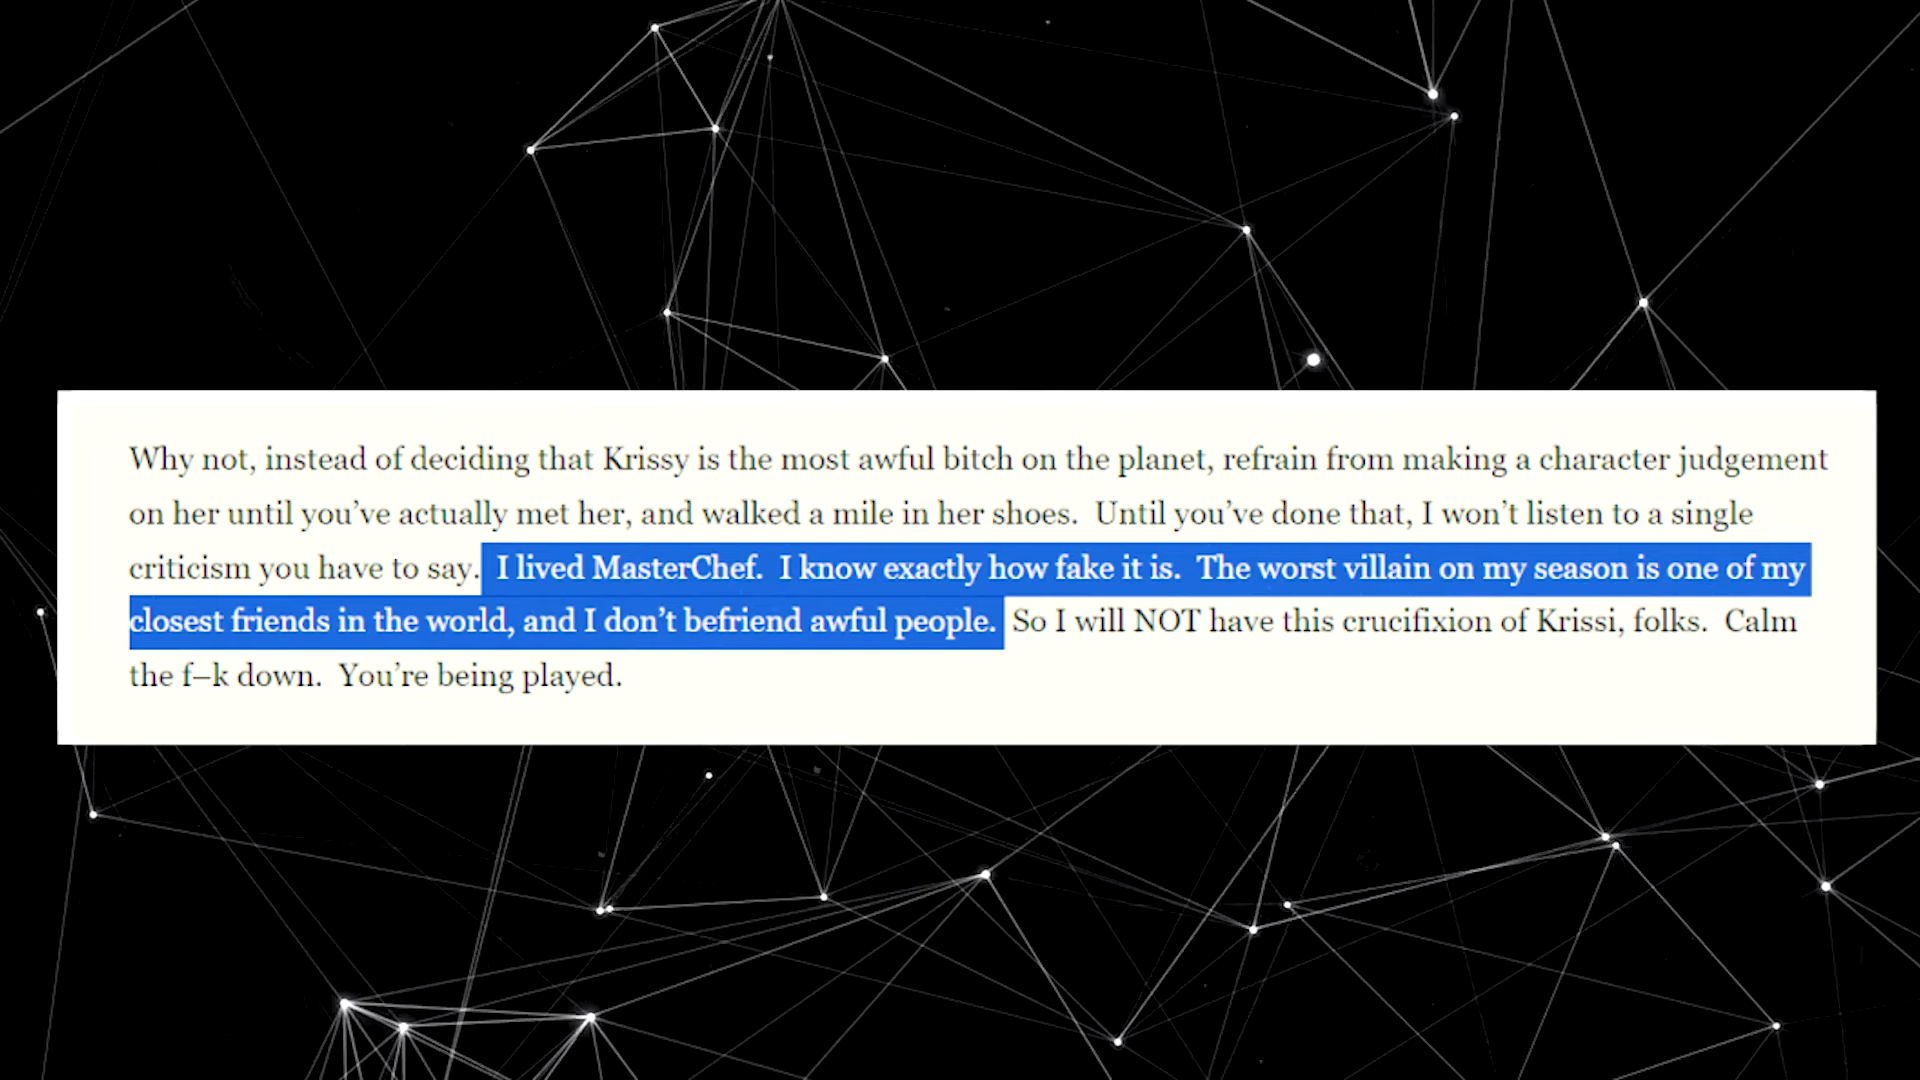 Why not, instead of deciding that Krissy is the most awful bitch on the planet, refrain from making a character judgement
on her until you’ve actually met her, and walked a mile in her shoes.  Until you’ve done that, I won’t listen to a single
criticism you have to say.  I lived MasterChef.  I know exactly how fake it is.  The worst villain on my season is one of my
closest friends in the world, and I don’t befriend awful people.  So I will NOT have this crucifixion of Krissi, folks.  Calm
the f–k down.  You’re being played.